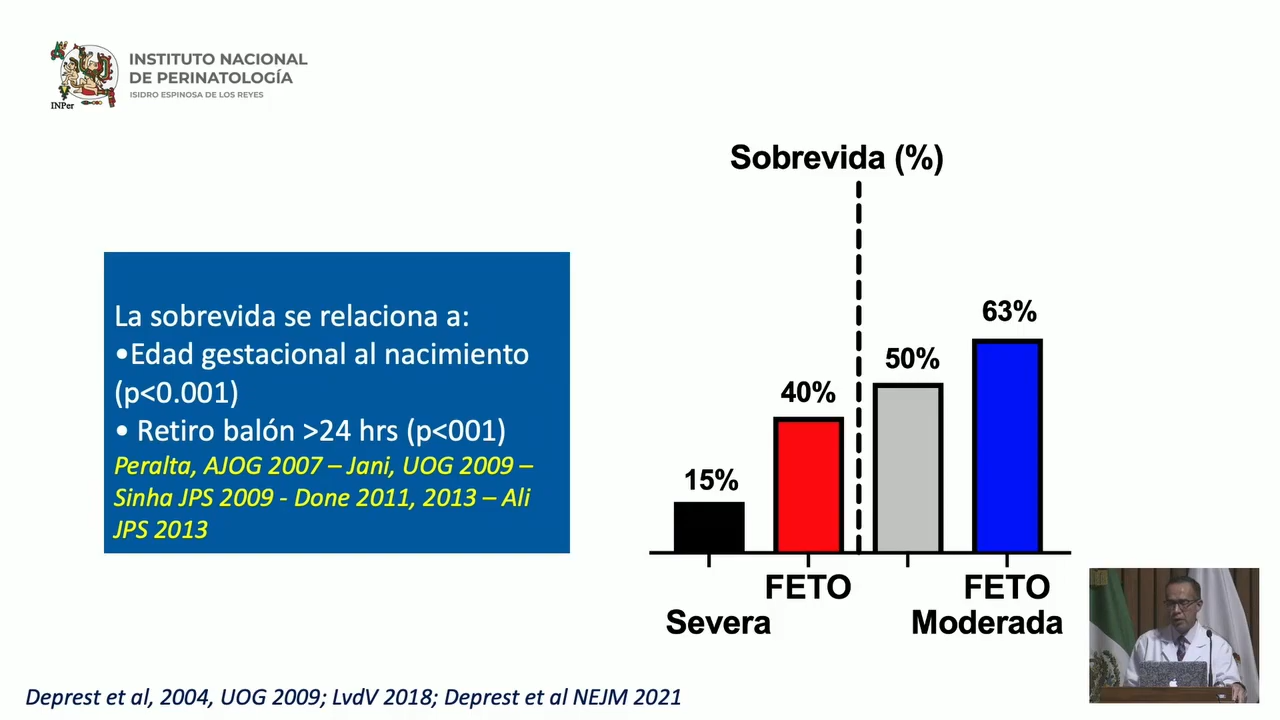 INSTITUTO NACIONAL
DE PERINATOLOGÍA
ISIDRO ESPINOSA DE LOS REYES
INPer
Sobrevida (%)
La sobrevida se relaciona a:
•Edad gestacional al nacimiento
(p<0.001)
• Retiro balón >24 hrs (p<001)
Peralta, AJOG 2007 – Jani, UOG 2009 –
Sinha JPS 2009 - Done 2011, 2013 – Ali
JPS 2013
15%
40%
50%
63%
FETO
FETO
Severa
Moderada
Deprest et al, 2004, UOG 2009; LvdV 2018; Deprest et al NEJM 2021